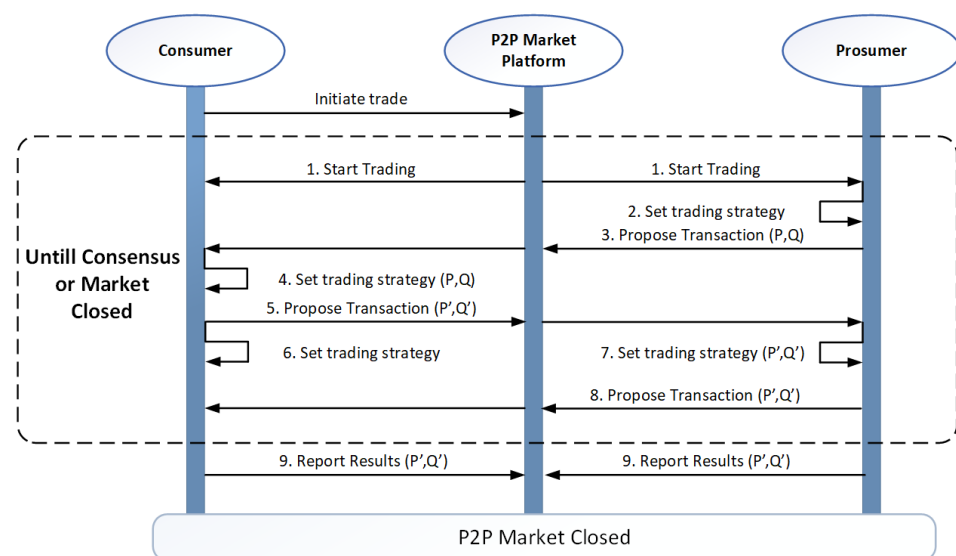 Consumer
P2P Market
Platform
Prosumer
Initiate trade
1. Start Trading
1. Start Trading
2. Set trading strategy
3. Propose Transaction (P,Q)
Untill Consensus
or Market
Closed
4. Set trading strategy (P,Q)
5. Propose Transaction (P’,Q’)
6. Set trading strategy
7. Set trading strategy (P’,Q’)
8. Propose Transaction (P’,Q’)
9. Report Results (P’,Q’)
9. Report Results (P’,Q’)
P2P Market Closed